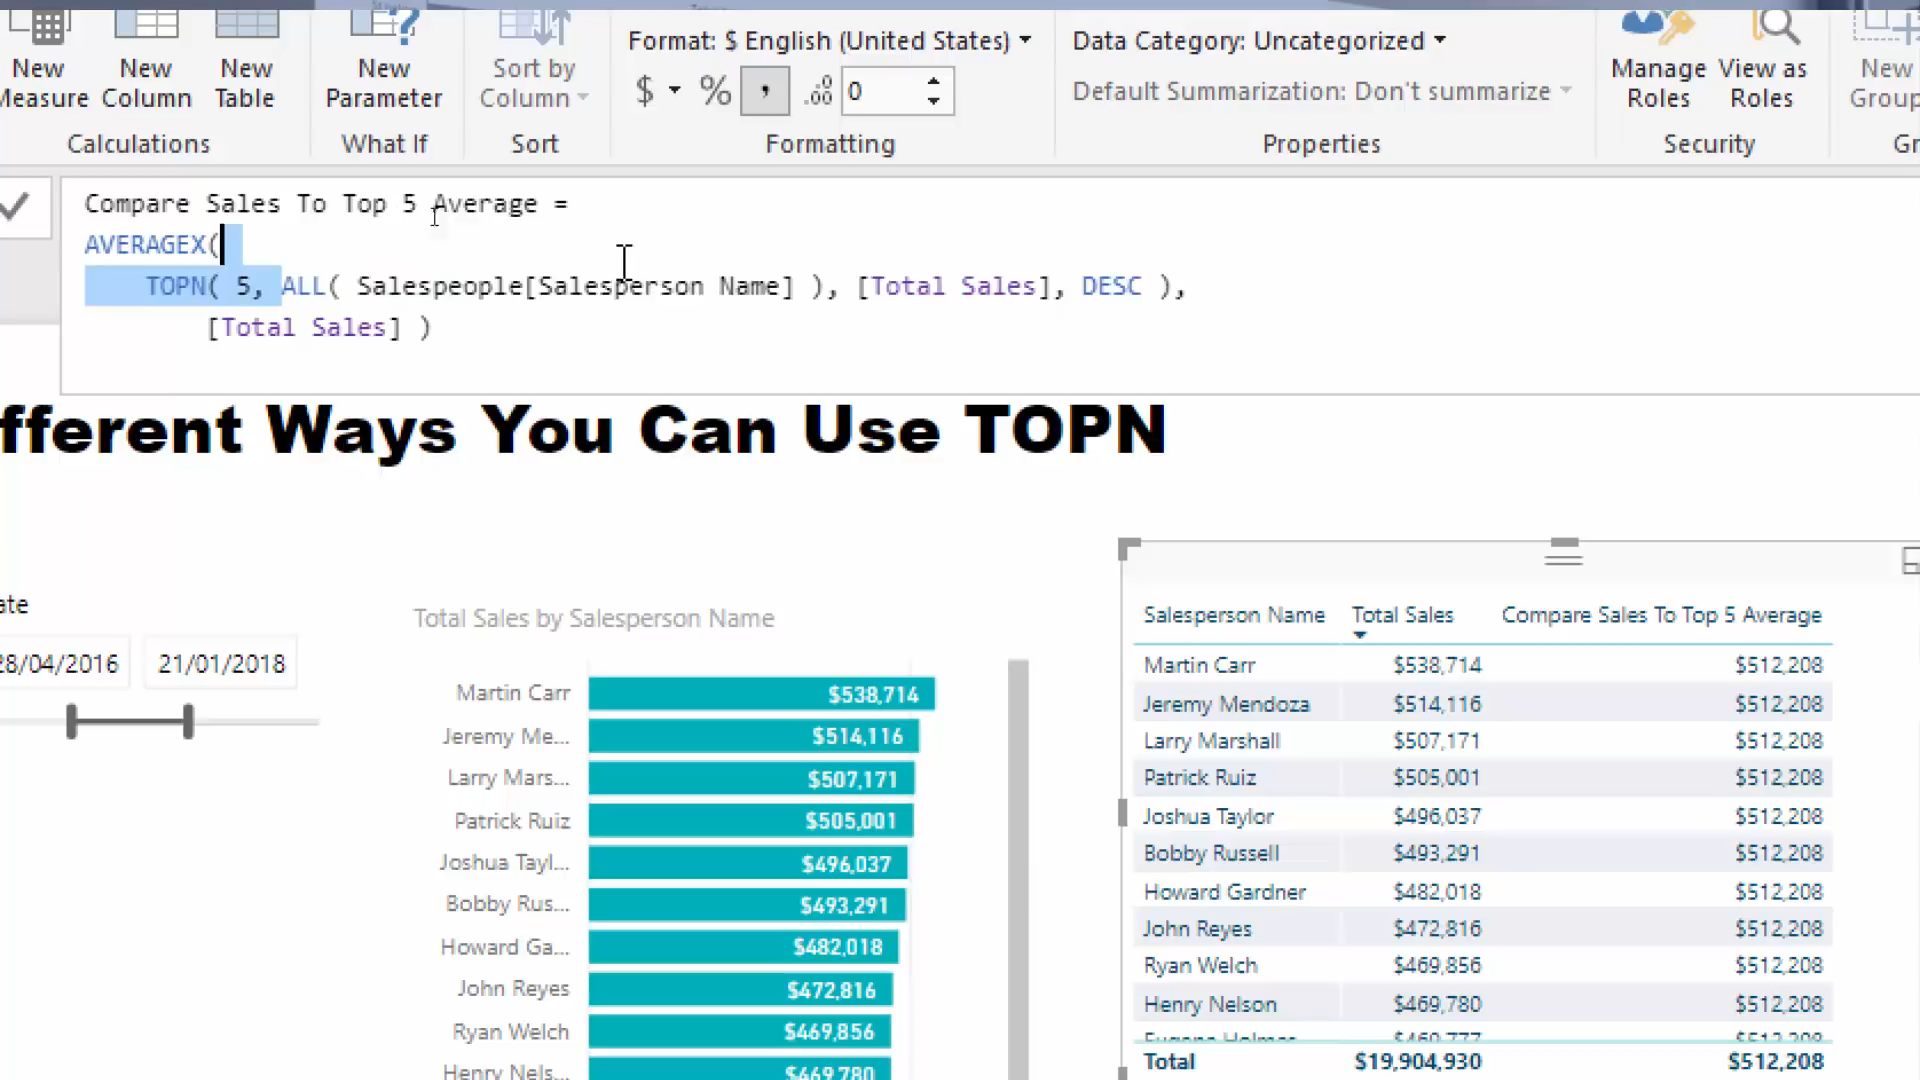 New Measure
New Column
New Table
New Parameter
Sort by Column
Format: $ English (United States)
$ % , .00 0
Data Category: Uncategorized
Default Summarization: Don't summarize
Manage Roles
View as Roles
New
Group
Calculations
What If
Sort
Formatting
Properties
Security
Gr
Compare Sales To Top 5 Average =
AVERAGEX(
TOPN( 5, ALL( Salespeople[Salesperson Name] ), [Total Sales], DESC ),
[Total Sales] )
fferent Ways You Can Use TOPN
ate
28/04/2016
21/01/2018
Total Sales by Salesperson Name
Martin Carr $538,714
Jeremy Me... $514,116
Larry Mars... $507,171
Patrick Ruiz $505,001
Joshua Tayl... $496,037
Bobby Rus... $493,291
Howard Ga... $482,018
John Reyes $472,816
Ryan Welch $469,856
Henry Nels... $469,780
Salesperson Name Total Sales Compare Sales To Top 5 Average
Martin Carr $538,714 $512,208
Jeremy Mendoza $514,116 $512,208
Larry Marshall $507,171 $512,208
Patrick Ruiz $505,001 $512,208
Joshua Taylor $496,037 $512,208
Bobby Russell $493,291 $512,208
Howard Gardner $482,018 $512,208
John Reyes $472,816 $512,208
Ryan Welch $469,856 $512,208
Henry Nelson $469,780 $512,208
Total $19,904,930 $512,208